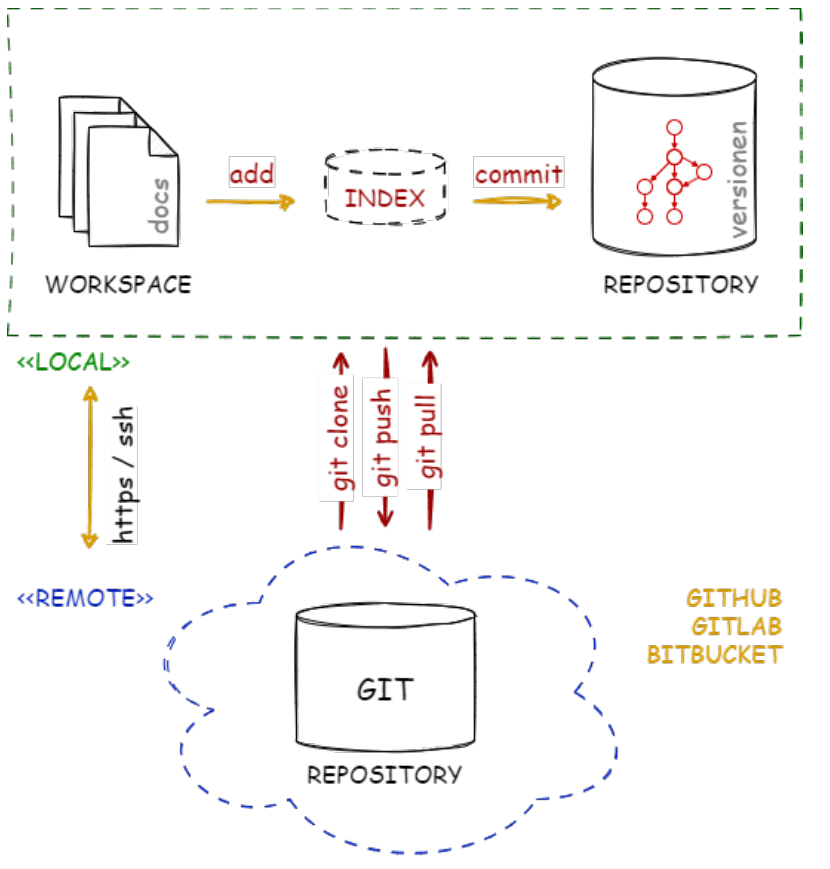 docs
add
INDEX
commit
versionen
WORKSPACE
REPOSITORY
<<LOCAL>>
https / ssh
git clone
git push
git pull
<<REMOTE>>
GITHUB
GITLAB
BITBUCKET
GIT
REPOSITORY